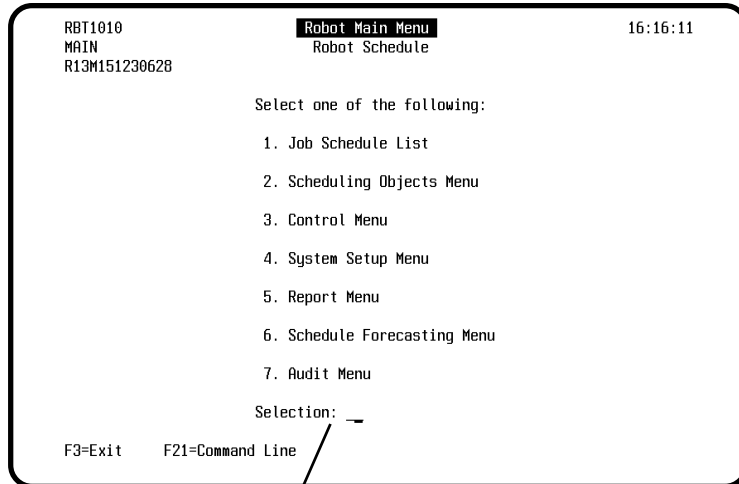 RBT1010 Robot Main Menu 16:16:11
MAIN Robot Schedule
R13M151230628
Select one of the following:
1. Job Schedule List
2. Scheduling Objects Menu
3. Control Menu
4. System Setup Menu
5. Report Menu
6. Schedule Forecasting Menu
7. Audit Menu
Selection: __
F3=Exit F21=Command Line